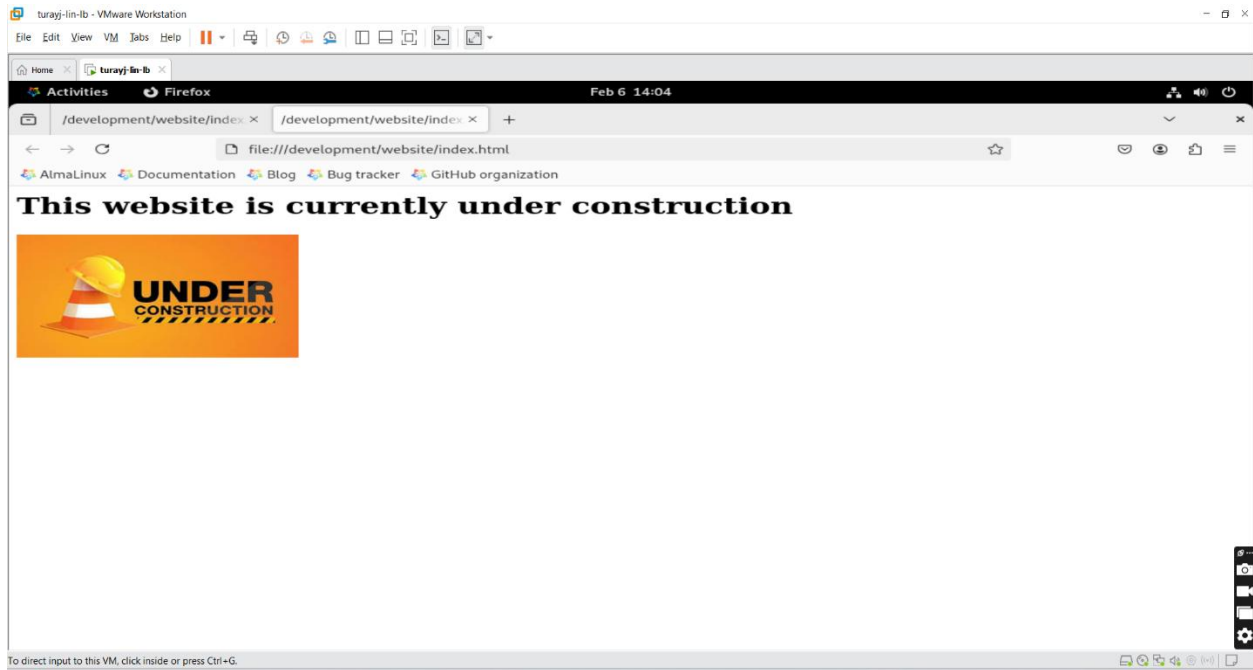 turayj-lin-lb - VMware Workstation
File Edit View VM Tabs Help
Home turayj-lin-lb
Activities Firefox Feb 6 14:04
/development/website/index /development/website/index
file:///development/website/index.html
AlmaLinux Documentation Blog Bug tracker GitHub organization
This website is currently under construction
UNDER
CONSTRUCTION
To direct input to this VM, click inside or press Ctrl+G.